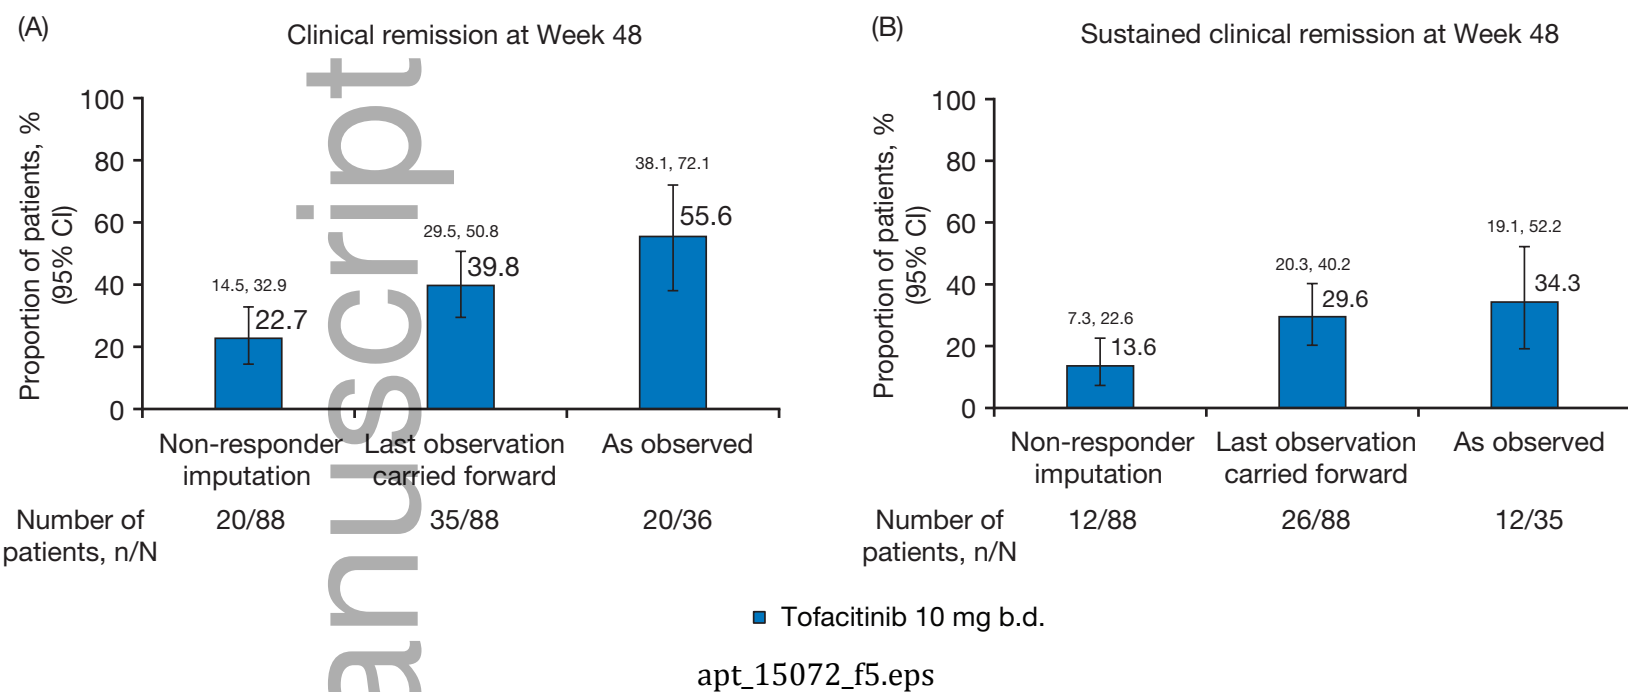 (A)
Clinical remission at Week 48
Proportion of patients, %
(95% CI)
100
80
60
40
20
0
14.5, 32.9
22.7
29.5, 50.8
39.8
38.1, 72.1
55.6
Non-responder
imputation
Last observation
carried forward
As observed
Number of
patients, n/N
20/88
35/88
20/36
(B)
Sustained clinical remission at Week 48
Proportion of patients, %
(95% CI)
100
80
60
40
20
0
7.3, 22.6
13.6
20.3, 40.2
29.6
19.1, 52.2
34.3
Non-responder
imputation
Last observation
carried forward
As observed
Number of
patients, n/N
12/88
26/88
12/35
Tofacitinib 10 mg b.d.
apt_15072_f5.eps
anuscript